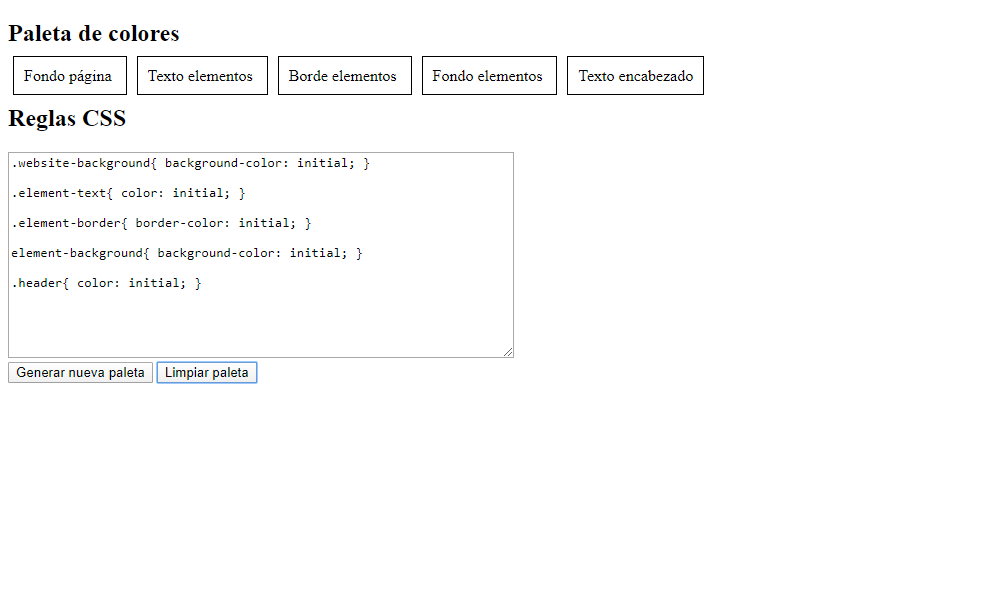 Paleta de colores
Fondo página Texto elementos Borde elementos Fondo elementos Texto encabezado
Reglas CSS
.website-background{ background-color: initial; }
.element-text{ color: initial; }
.element-border{ border-color: initial; }
element-background{ background-color: initial; }
.header{ color: initial; }
Generar nueva paleta Limpiar paleta